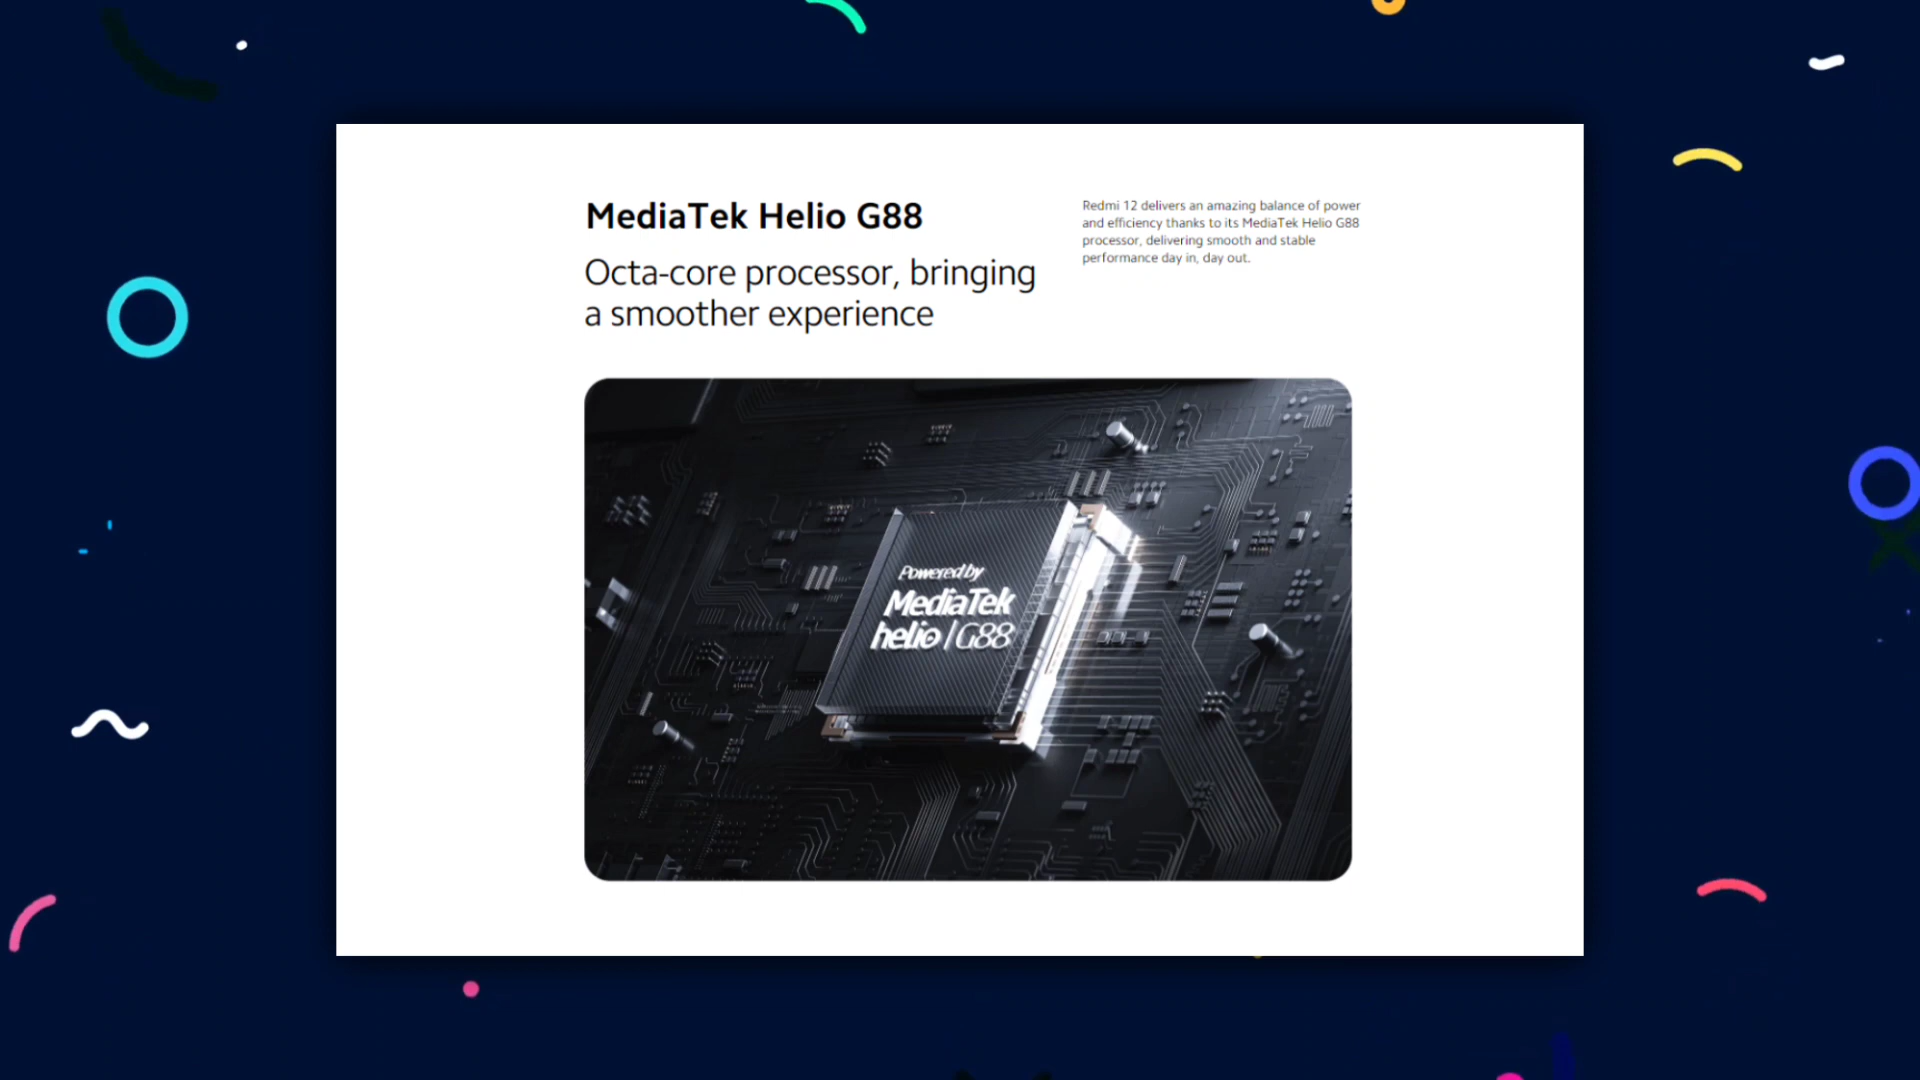 MediaTek Helio G88
Octa-core processor, bringing
a smoother experience
Redmi 12 delivers an amazing balance of power
and efficiency thanks to its MediaTek Helio G88
processor, delivering smooth and stable
performance day in, day out.
Powered by
MediaTek
helio | G88